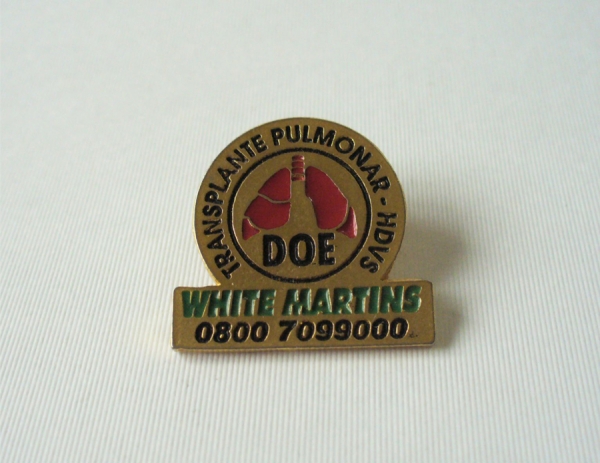 TRANSPLANTE PULMONAR - HDVS
DOE
WHITE MARTINS
0800 7099000